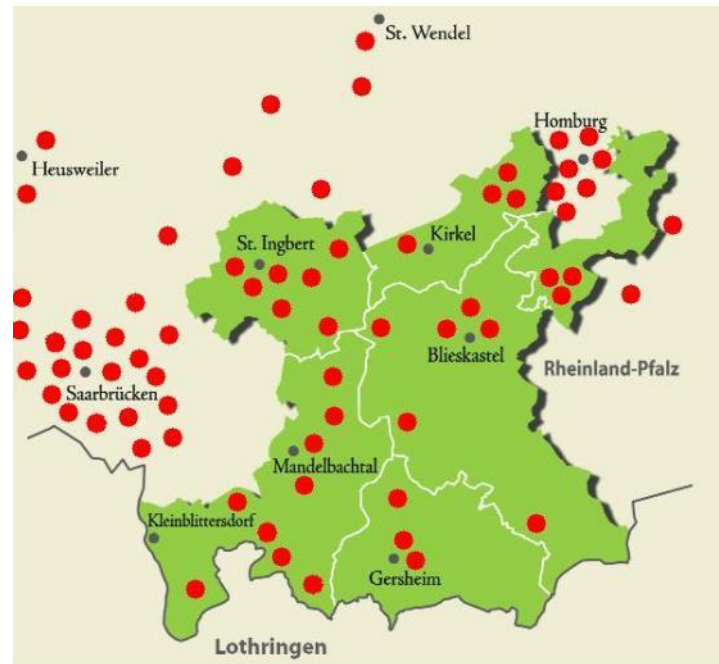 St. Wendel
Homburg
Heusweiler
St. Ingbert
Kirkel
Blieskastel
Rheinland-Pfalz
Saarbrücken
Mandelbachtal
Kleinblittersdorf
Gersheim
Lothringen